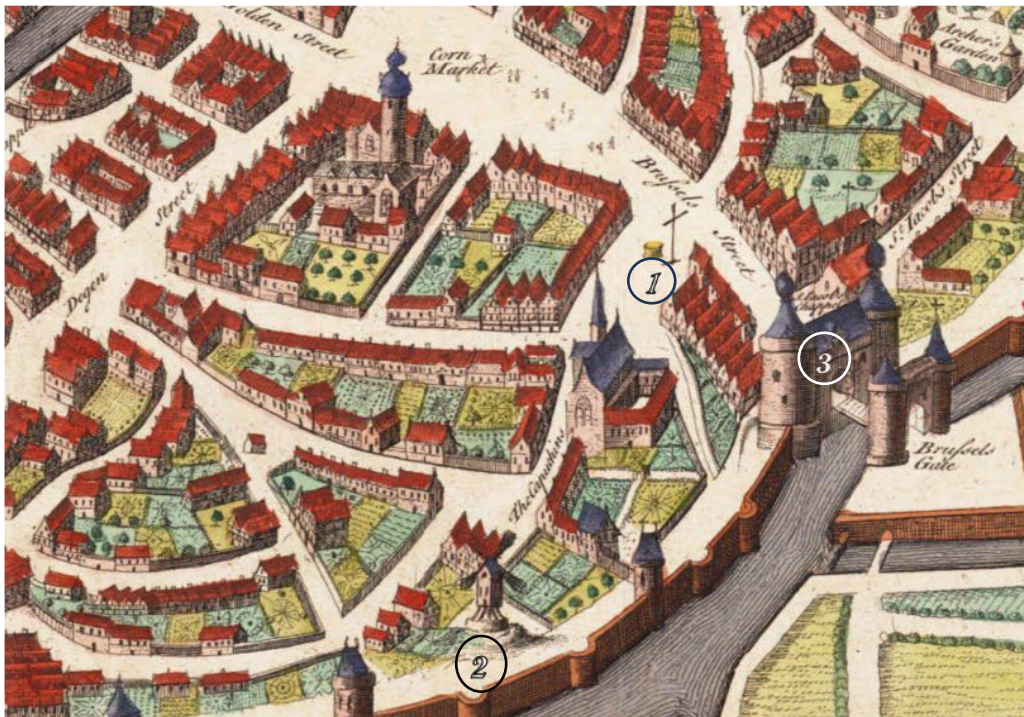 Golden Street
Corn
Market
Archer's
Garden
Street
Brussels
Street
St. Iacob's Street
Degen
1
3
Brussels
Gate
The Capuchins
2